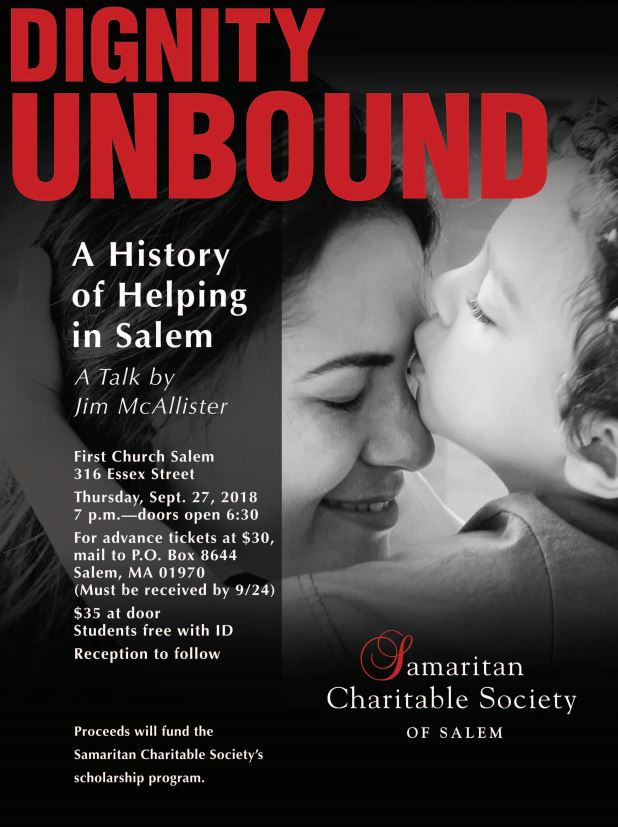 DIGNITY
UNBOUND
A History
of Helping
in Salem
A Talk by
Jim McAllister
First Church Salem
316 Essex Street
Thursday, Sept. 27, 2018
7 p.m.—doors open 6:30
For advance tickets at $30,
mail to P.O. Box 8644
Salem, MA 01970
(Must be received by 9/24)
$35 at door
Students free with ID
Reception to follow
Samaritan
Charitable Society
OF SALEM
Proceeds will fund the
Samaritan Charitable Society’s
scholarship program.